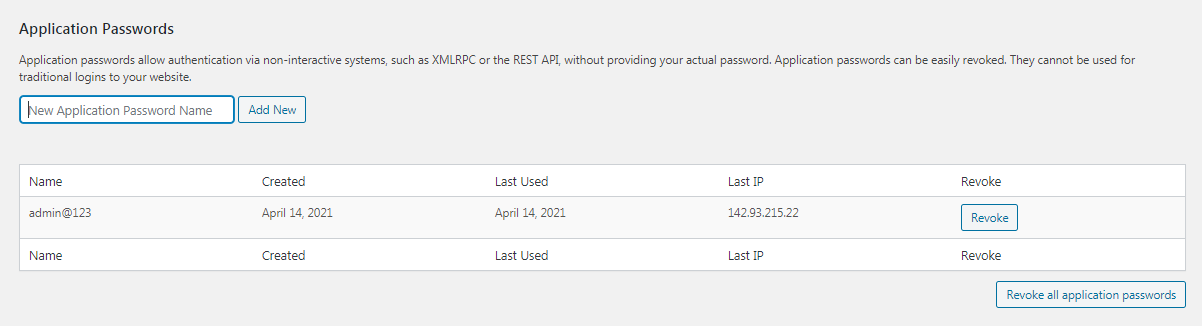 Application Passwords
Application passwords allow authentication via non-interactive systems, such as XMLRPC or the REST API, without providing your actual password. Application passwords can be easily revoked. They cannot be used for
traditional logins to your website.
New Application Password Name Add New
Name Created Last Used Last IP Revoke
admin@123 April 14, 2021 April 14, 2021 142.93.215.22 Revoke
Name Created Last Used Last IP Revoke
Revoke all application passwords